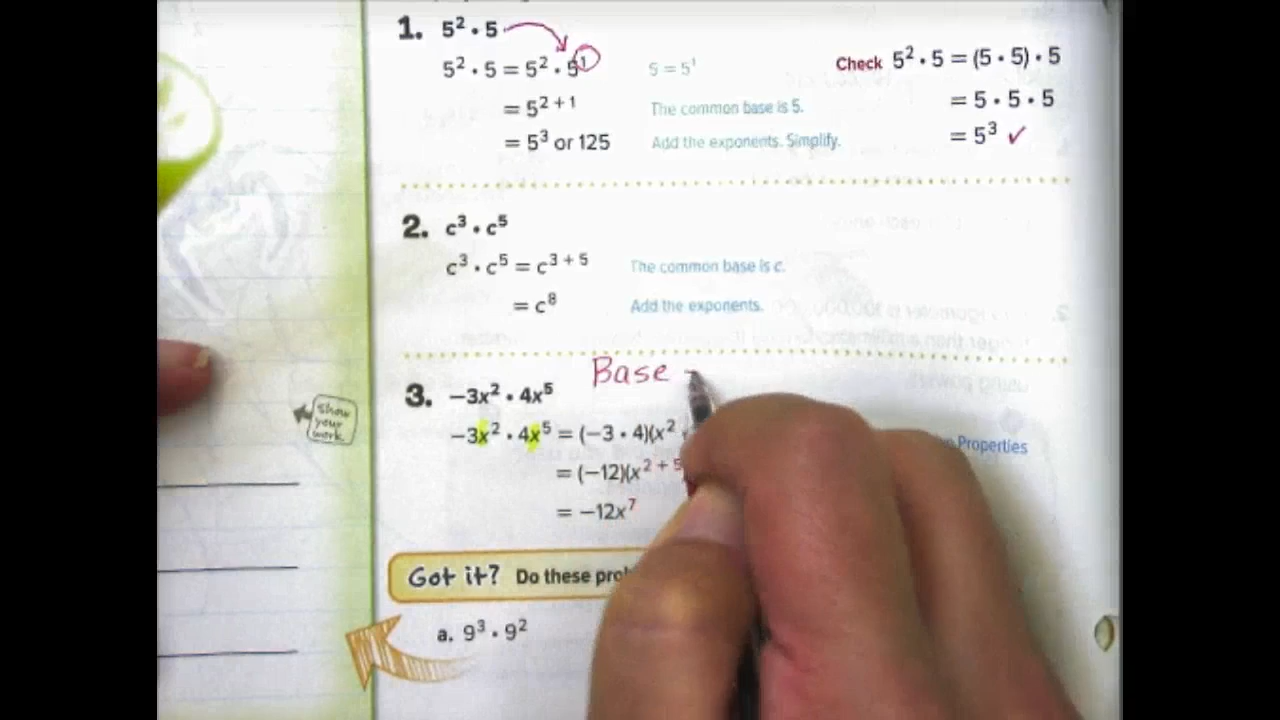 1. 5² • 5
5² • 5 = 5² • 5¹
5 = 5¹
= 5²⁺¹
The common base is 5.
= 5³ or 125
Add the exponents. Simplify.
Check 5² • 5 = (5 • 5) • 5
= 5 • 5 • 5
= 5³ ✓
2. c³ • c⁵
c³ • c⁵ = c³⁺⁵
The common base is c.
= c⁸
Add the exponents.
Base
3. −3x² • 4x⁵
−3x² • 4x⁵ = (−3 • 4)(x²
Properties
= (−12)(x²⁺⁵
= −12x⁷
show
your
work.
Got it? Do these
a. 9³ • 9²